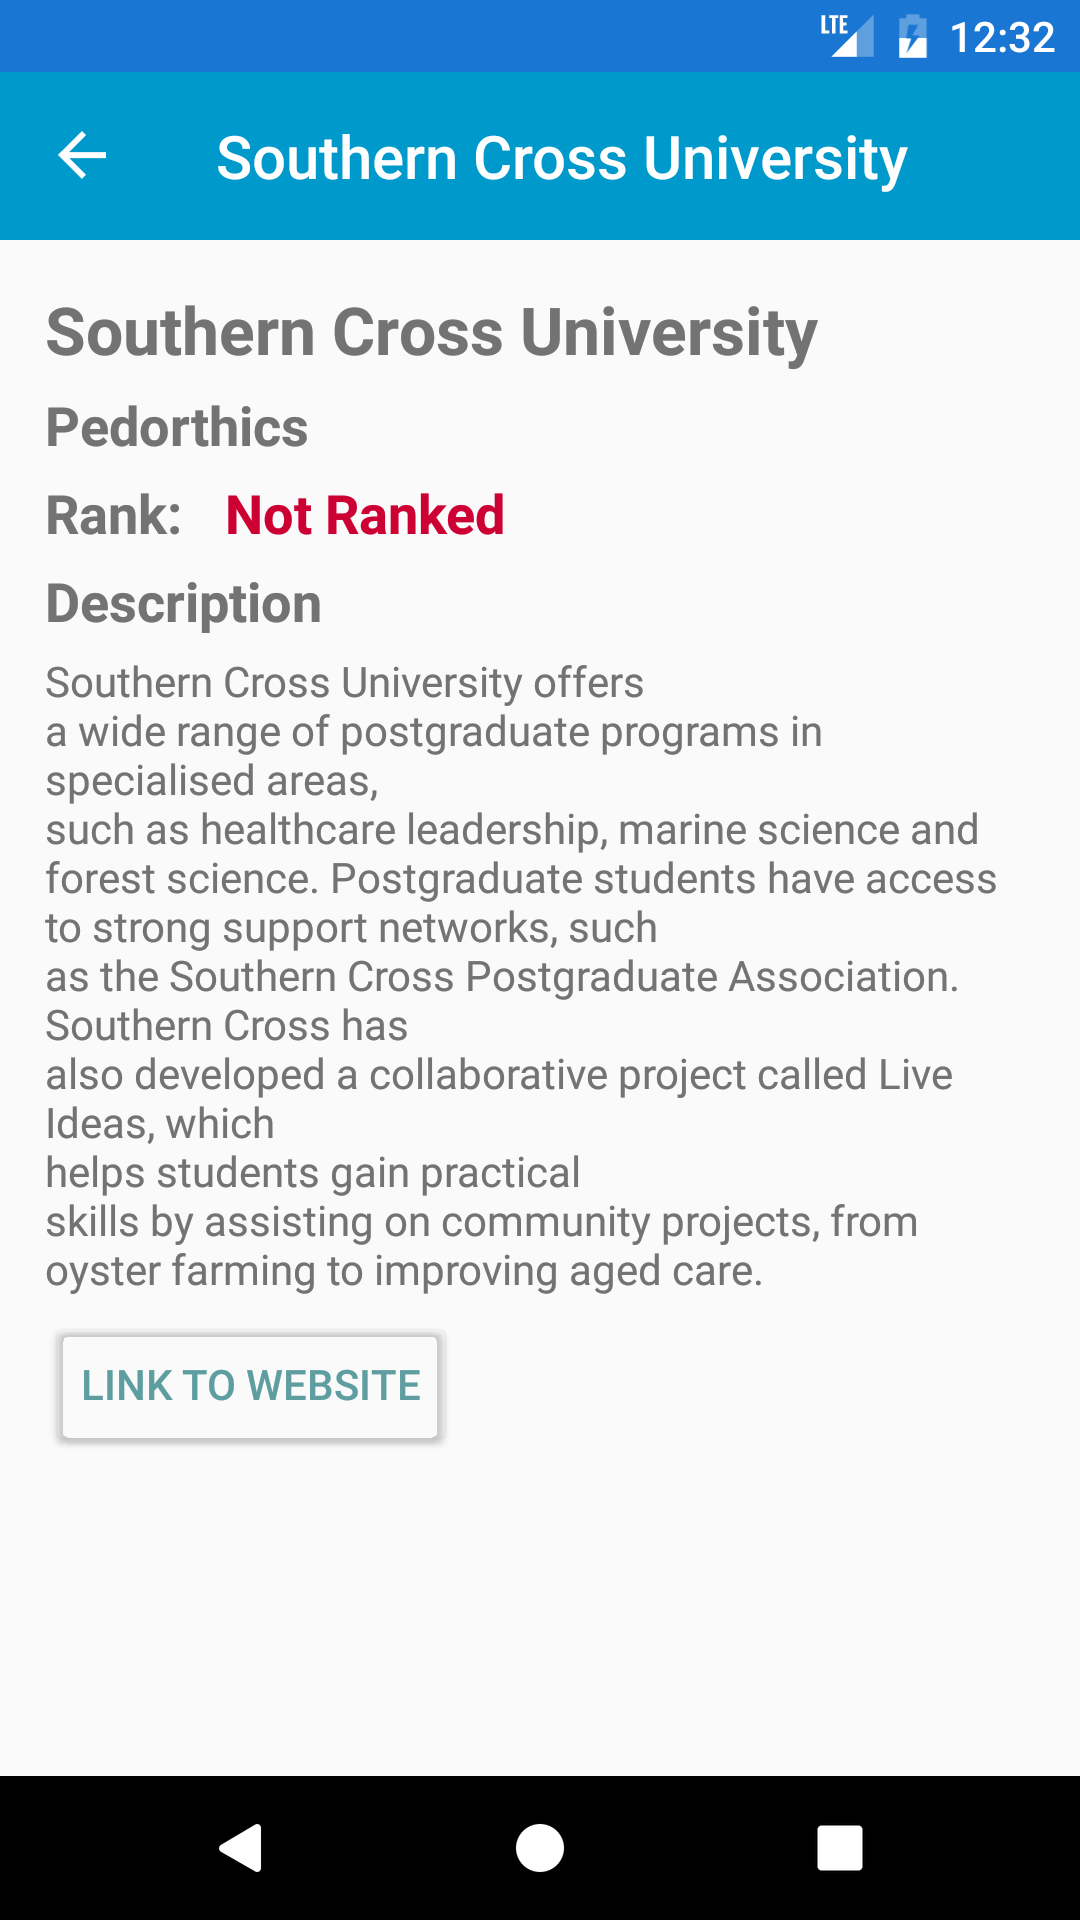 LTE 12:32
Southern Cross University
Southern Cross University
Pedorthics
Rank: Not Ranked
Description
Southern Cross University offers
a wide range of postgraduate programs in
specialised areas,
such as healthcare leadership, marine science and
forest science. Postgraduate students have access
to strong support networks, such
as the Southern Cross Postgraduate Association.
Southern Cross has
also developed a collaborative project called Live
Ideas, which
helps students gain practical
skills by assisting on community projects, from
oyster farming to improving aged care.
LINK TO WEBSITE